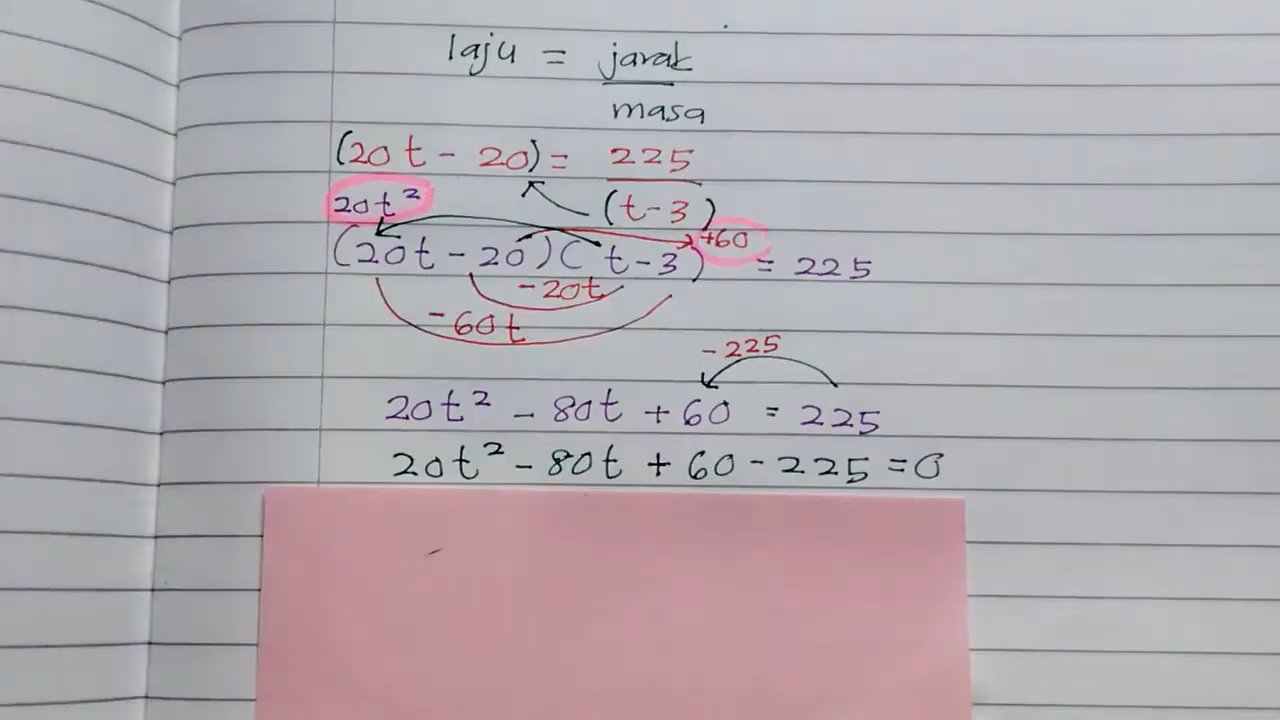 laju = jarak
masa
(20t - 20) = 225
(t-3)
20t²
+60
(20t - 20)(t-3) = 225
-20t
-60t
-225
20t² - 80t + 60 = 225
20t² - 80t + 60 - 225 = 0